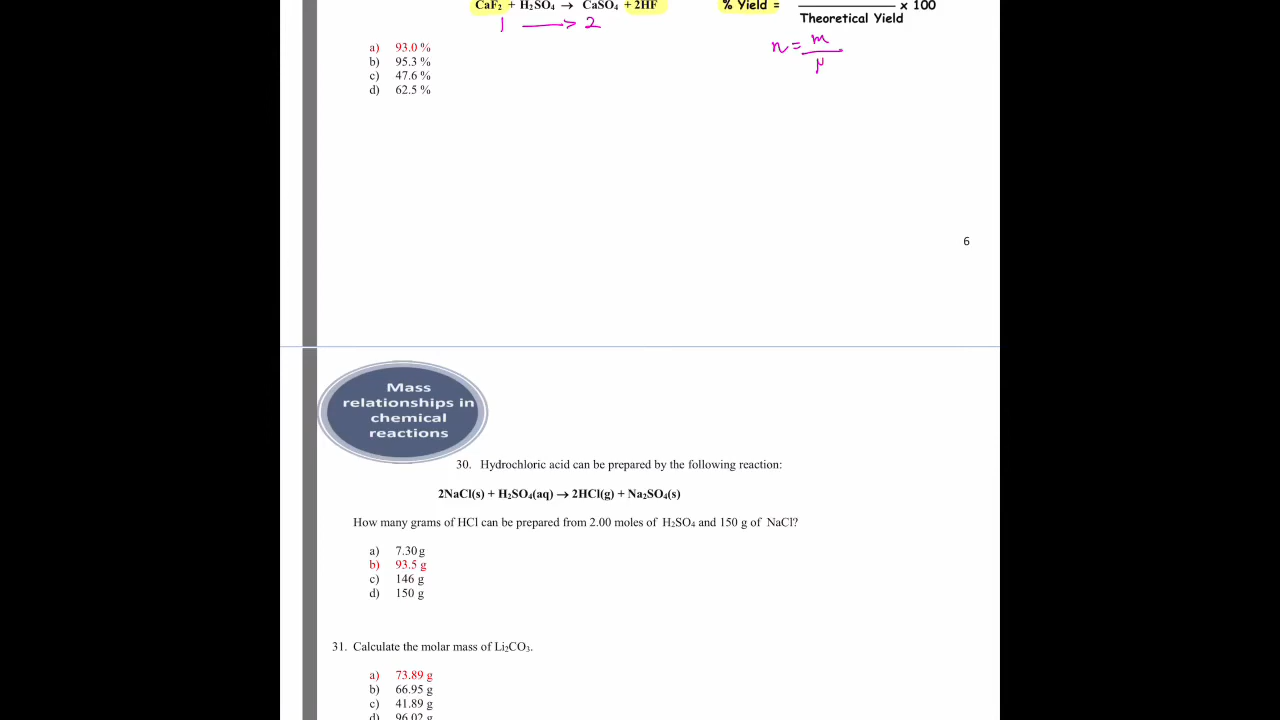 CaF₂ + H₂SO₄ → CaSO₄ + 2HF
% Yield = ――― x 100
Theoretical Yield
1 ⟶ 2
n = m/μ
a) 93.0 %
b) 95.3 %
c) 47.6 %
d) 62.5 %
6
Mass
relationships in
chemical
reactions
30. Hydrochloric acid can be prepared by the following reaction:
2NaCl(s) + H₂SO₄(aq) → 2HCl(g) + Na₂SO₄(s)
How many grams of HCl can be prepared from 2.00 moles of H₂SO₄ and 150 g of NaCl?
a) 7.30 g
b) 93.5 g
c) 146 g
d) 150 g
31. Calculate the molar mass of Li₂CO₃.
a) 73.89 g
b) 66.95 g
c) 41.89 g
d) 96.02 g